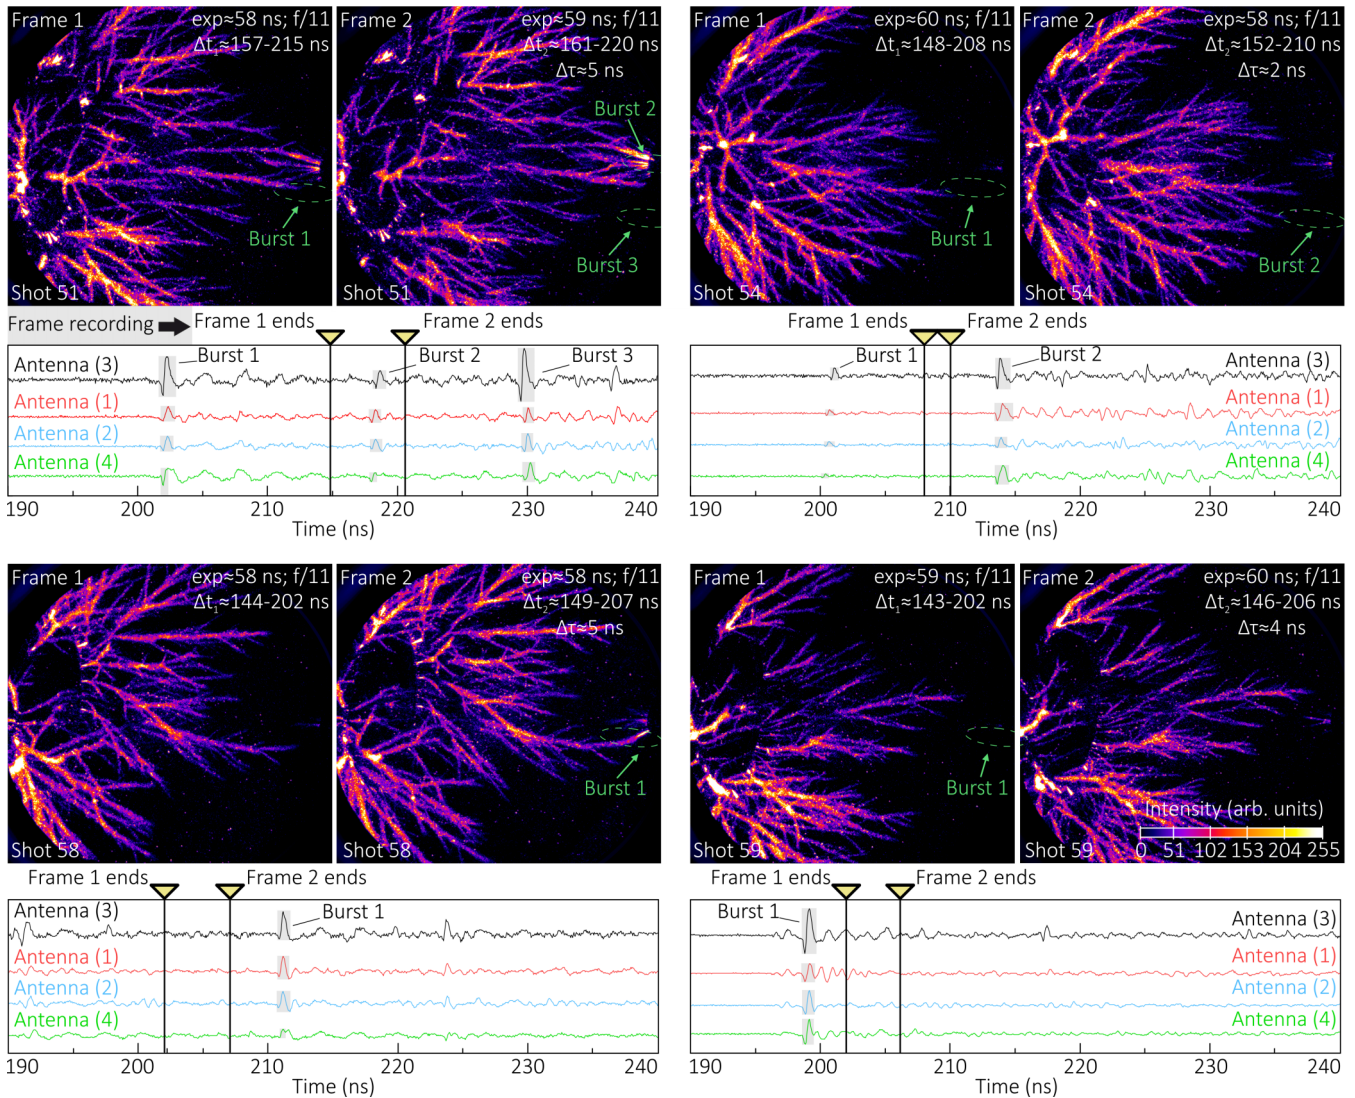 Frame 1
exp≈58 ns; f/11
Δt₁≈157-215 ns
Burst 1
Shot 51
Frame 2
exp≈59 ns; f/11
Δt₂≈161-220 ns
Δτ≈5 ns
Burst 2
Burst 3
Shot 51
Frame recording
Frame 1 ends
Frame 2 ends
Antenna (3)
Burst 1
Burst 2
Burst 3
Antenna (1)
Antenna (2)
Antenna (4)
190 200 210 220 230 240
Time (ns)
Frame 1
exp≈60 ns; f/11
Δt₁≈148-208 ns
Burst 1
Shot 54
Frame 2
exp≈58 ns; f/11
Δt₂≈152-210 ns
Δτ≈2 ns
Burst 2
Shot 54
Frame 1 ends
Frame 2 ends
Burst 1
Burst 2
Antenna (3)
Antenna (1)
Antenna (2)
Antenna (4)
190 200 210 220 230 240
Time (ns)
Frame 1
exp≈58 ns; f/11
Δt₁≈144-202 ns
Shot 58
Frame 2
exp≈58 ns; f/11
Δt₂≈149-207 ns
Δτ≈5 ns
Burst 1
Shot 58
Frame 1 ends
Frame 2 ends
Antenna (3)
Burst 1
Antenna (1)
Antenna (2)
Antenna (4)
190 200 210 220 230 240
Time (ns)
Frame 1
exp≈59 ns; f/11
Δt₁≈143-202 ns
Burst 1
Shot 59
Frame 2
exp≈60 ns; f/11
Δt₂≈146-206 ns
Δτ≈4 ns
Intensity (arb. units)
0 51 102 153 204 255
Shot 59
Frame 1 ends
Frame 2 ends
Burst 1
Antenna (3)
Antenna (1)
Antenna (2)
Antenna (4)
190 200 210 220 230 240
Time (ns)